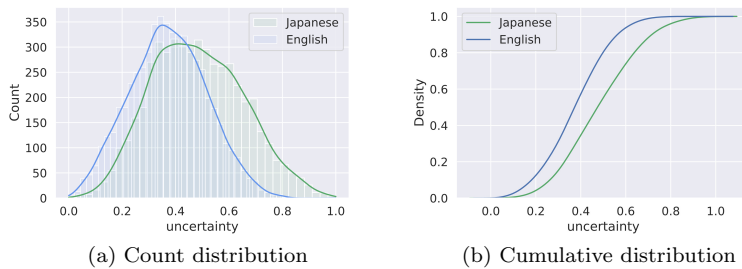 350
300
250
200
150
100
50
0
Count
0.0 0.2 0.4 0.6 0.8 1.0
uncertainty
Japanese
English
(a) Count distribution
1.0
0.8
0.6
0.4
0.2
0.0
Density
0.0 0.2 0.4 0.6 0.8 1.0
uncertainty
Japanese
English
(b) Cumulative distribution